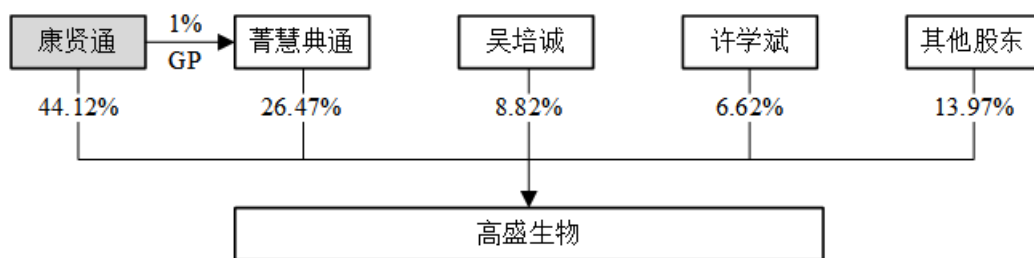 康贤通
1%
GP
菁慧典通
吴培诚
许学斌
其他股东
44.12%
26.47%
8.82%
6.62%
13.97%
高盛生物